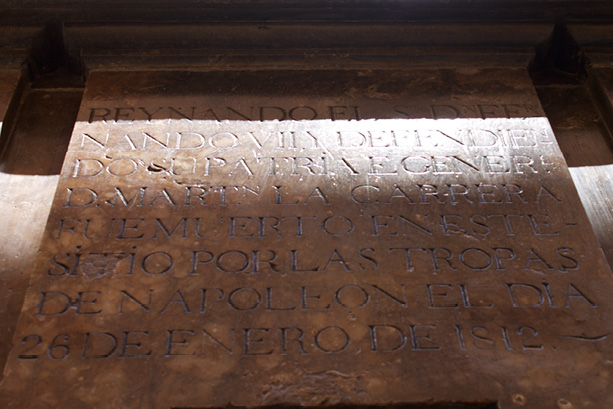 REYNANDO EL S. D. FER
NANDO VII Y DEFENDIEN
DO SU PATRIA EL GENERL
D. MARTN LA CARRERA
FUE MUERTO EN ESTE
SITIO POR LAS TROPAS
DE NAPOLEON EL DIA
26 DE ENERO DE 1812.